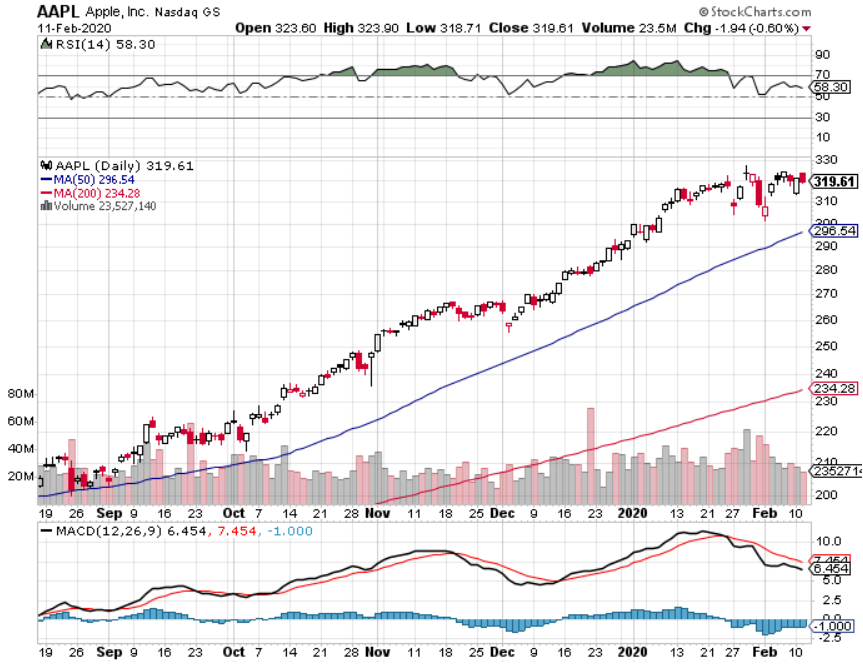 AAPL Apple, Inc. Nasdaq GS
© StockCharts.com
11-Feb-2020
Open 323.60 High 323.90 Low 318.71 Close 319.61 Volume 23.5M Chg -1.94 (-0.60%)
RSI(14) 58.30
90
70
58.30
50
30
10
AAPL (Daily) 319.61
MA(50) 296.54
MA(200) 234.28
Volume 23,527,140
330
319.61
310
300
296.54
290
280
270
260
250
240
234.28
230
220
210
2352714
200
80M
60M
40M
20M
19 26 Sep 9 16 23 Oct 7 14 21 28 Nov 11 18 25 Dec 9 16 23 2020 6 13 21 27 Feb 10
MACD(12,26,9) 6.454, 7.454, -1.000
10.0
7.454
6.454
5.0
2.5
0.0
-1.000
-2.5
19 26 Sep 9 16 23 Oct 7 14 21 28 Nov 11 18 25 Dec 9 16 23 2020 6 13 21 27 Feb 10